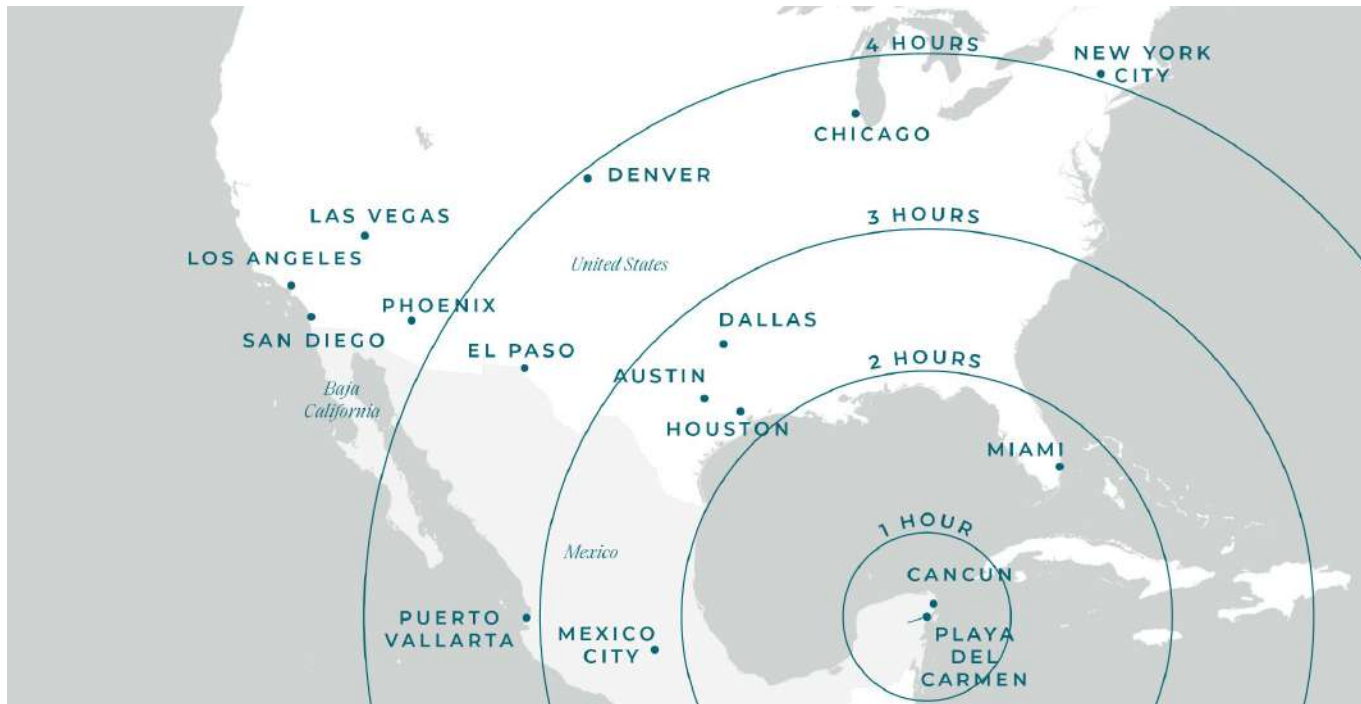 4 HOURS
NEW YORK
CITY
CHICAGO
DENVER
LAS VEGAS
3 HOURS
LOS ANGELES
United States
PHOENIX
DALLAS
SAN DIEGO
EL PASO
2 HOURS
AUSTIN
Baja
California
HOUSTON
MIAMI
1 HOUR
Mexico
CANCUN
PUERTO
VALLARTA
MEXICO
CITY
PLAYA
DEL
CARMEN